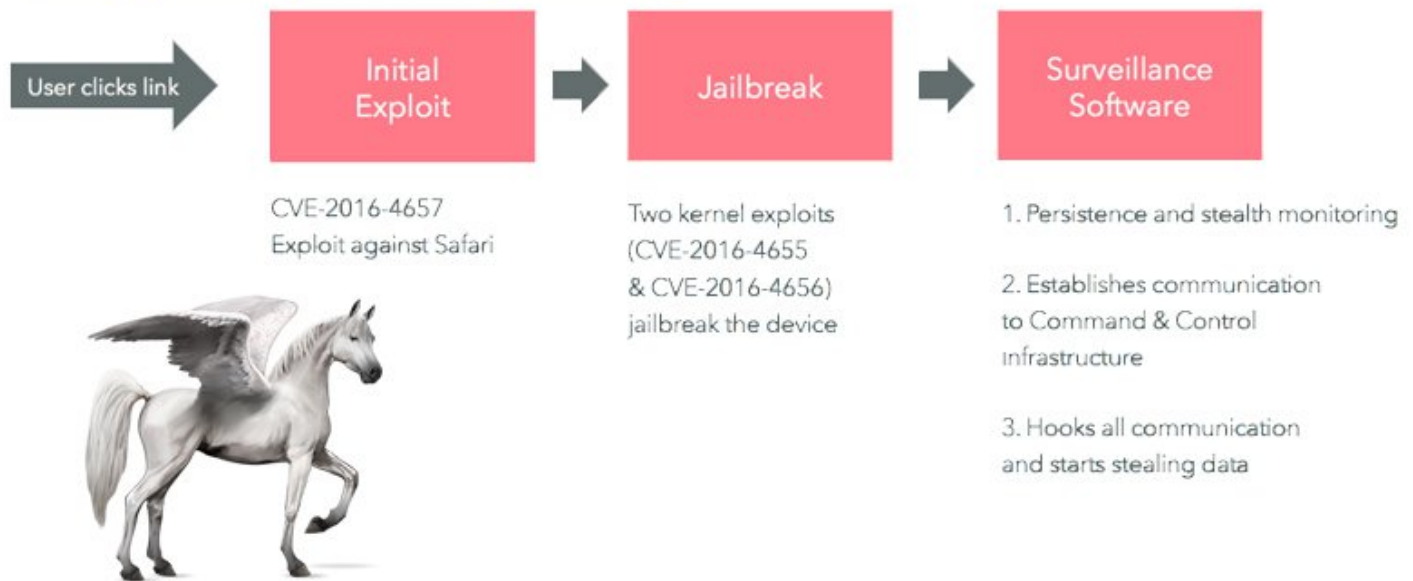 User clicks link
Initial
Exploit
Jailbreak
Surveillance
Software
CVE-2016-4657
Exploit against Safari
Two kernel exploits
(CVE-2016-4655
& CVE-2016-4656)
jailbreak the device
1. Persistence and stealth monitoring
2. Establishes communication
to Command & Control
infrastructure
3. Hooks all communication
and starts stealing data